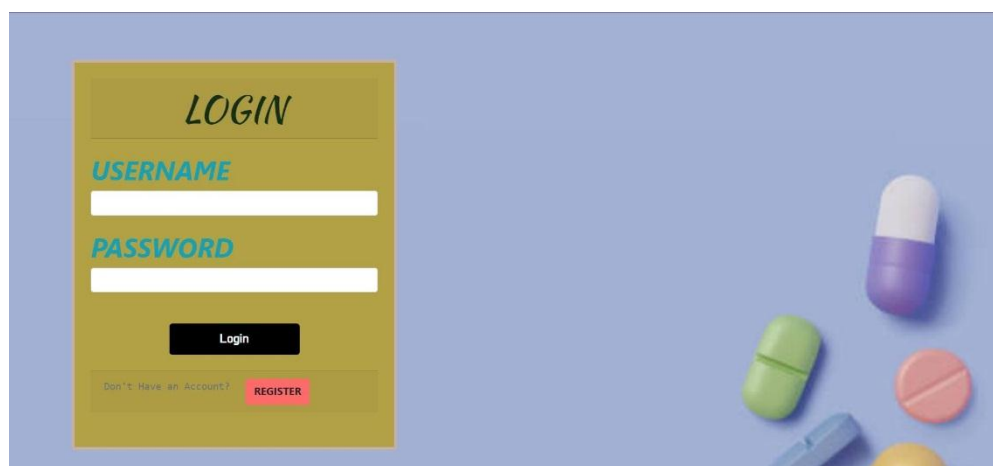 LOGIN
USERNAME
PASSWORD
Login
Don't Have an Account? REGISTER